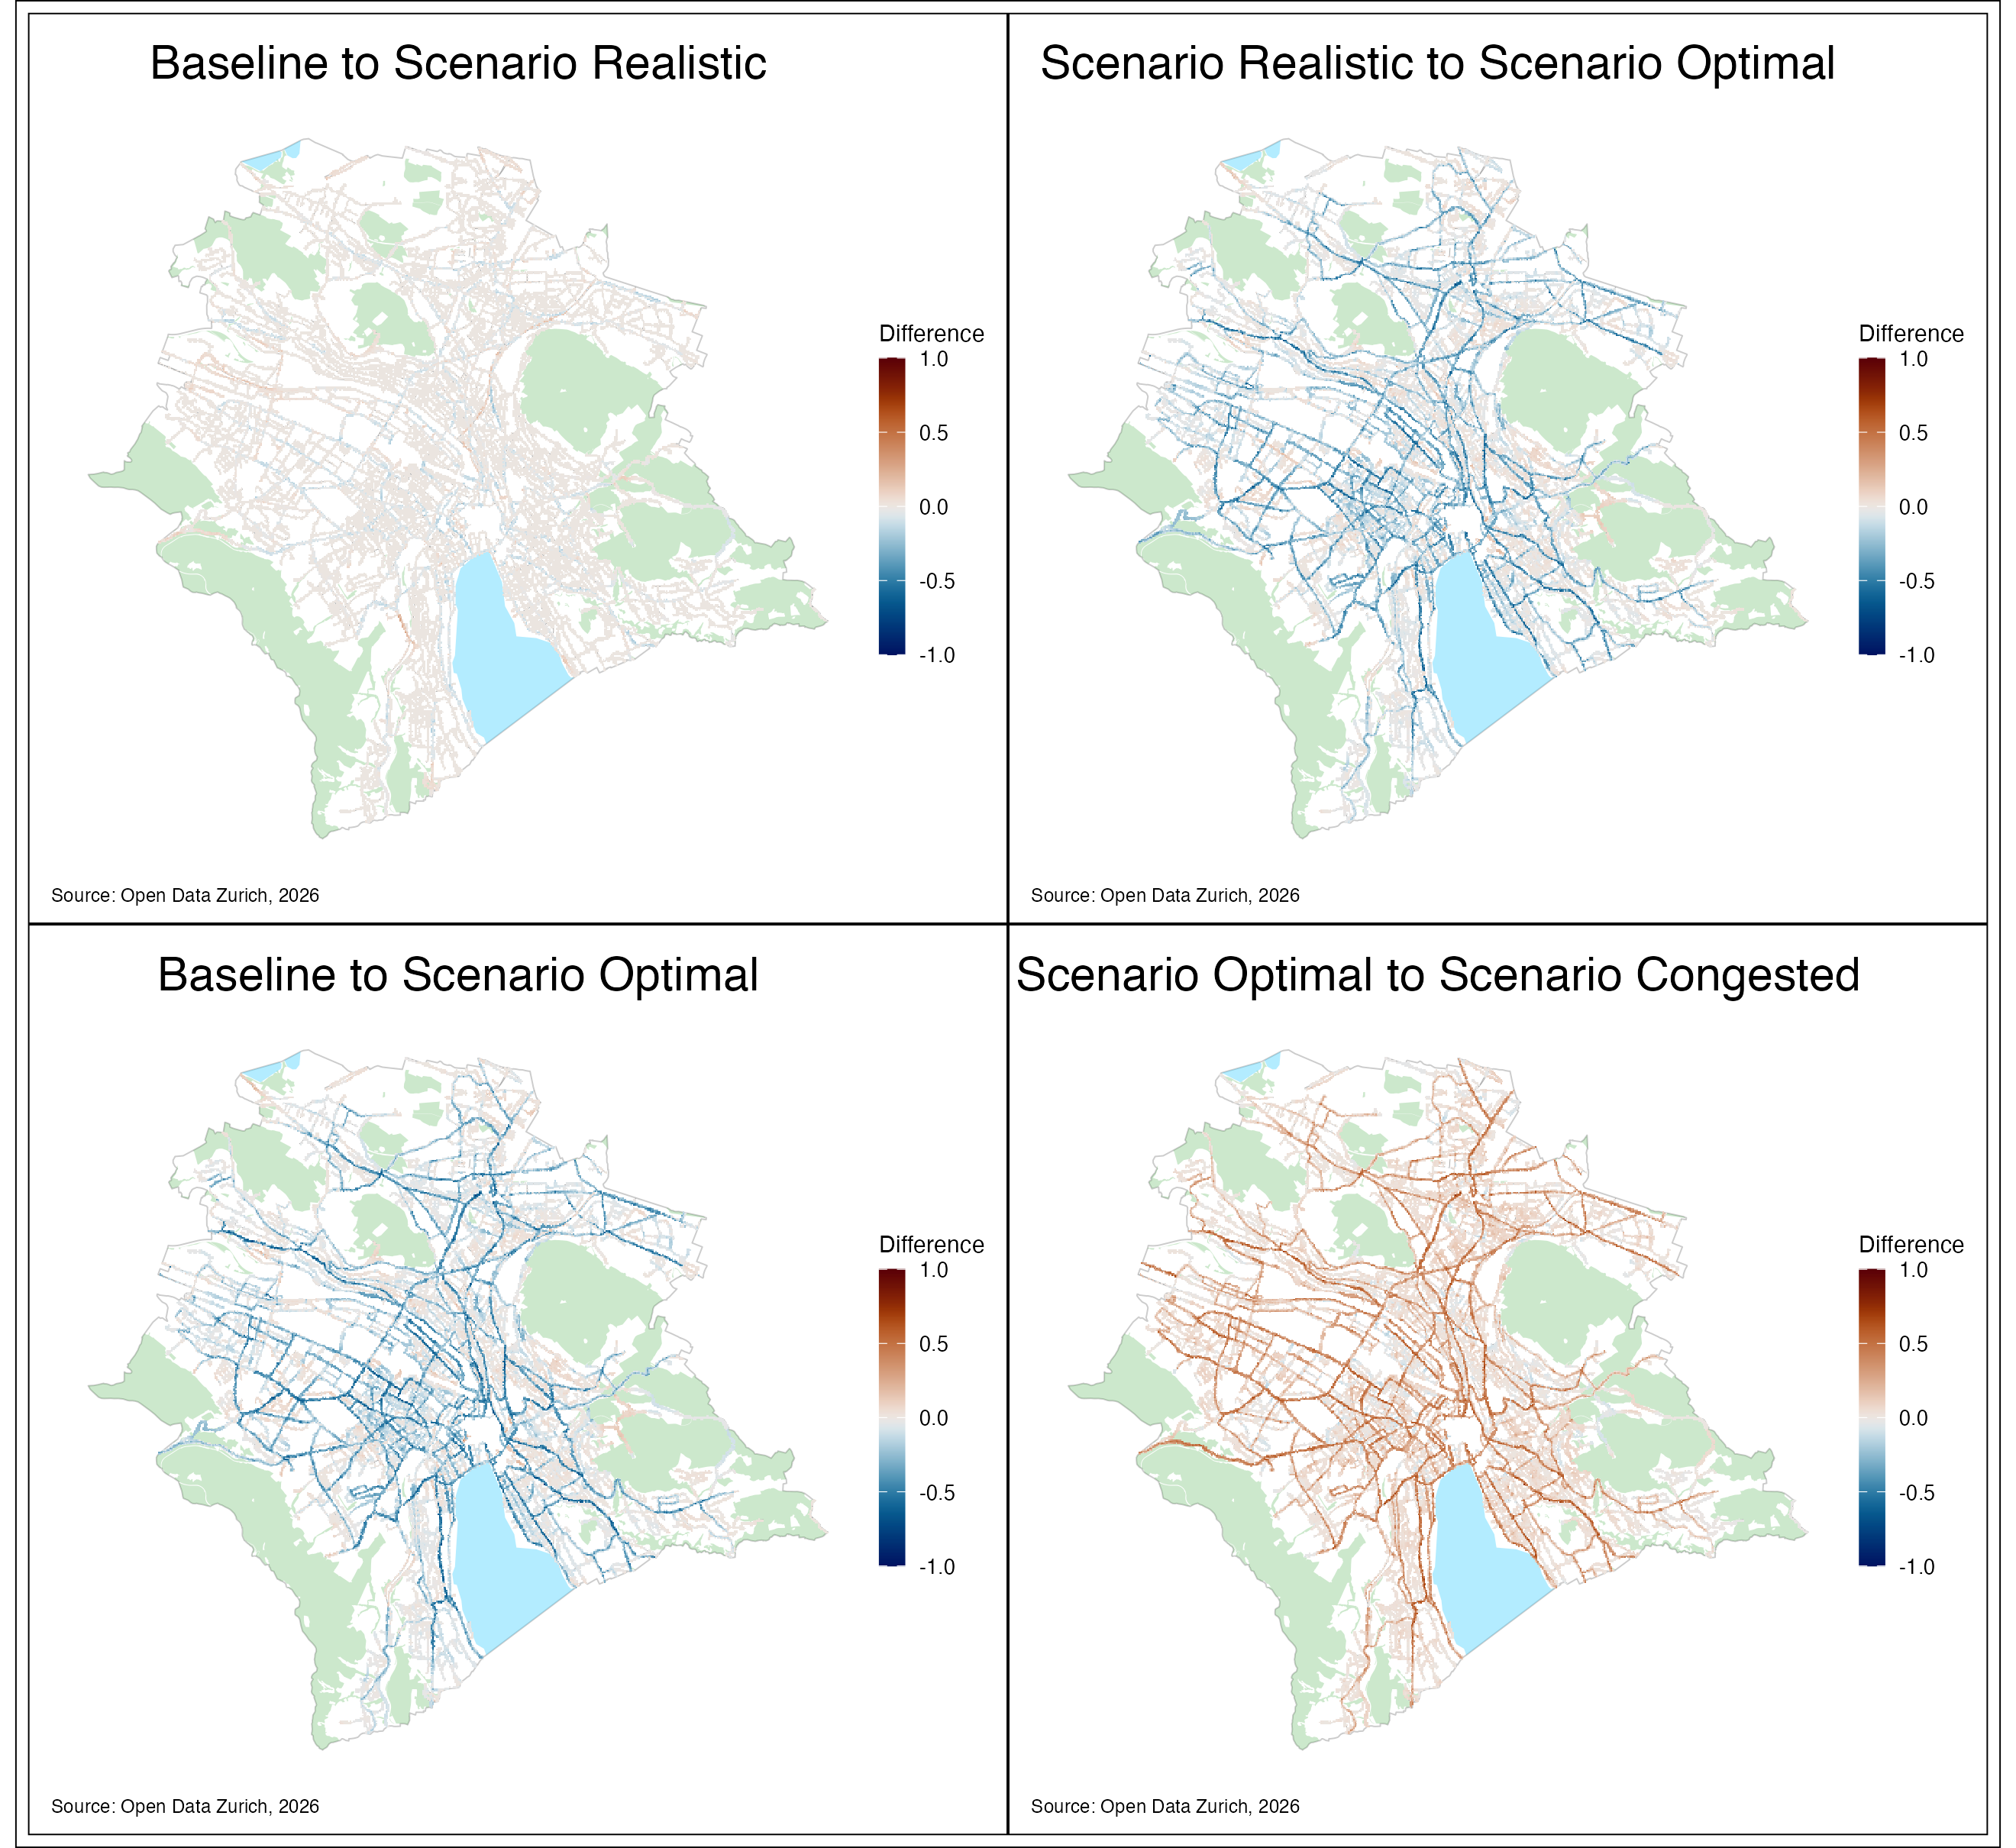 Baseline to Scenario Realistic
Difference
1.0
0.5
0.0
-0.5
-1.0
Source: Open Data Zurich, 2026
Scenario Realistic to Scenario Optimal
Difference
1.0
0.5
0.0
-0.5
-1.0
Source: Open Data Zurich, 2026
Baseline to Scenario Optimal
Difference
1.0
0.5
0.0
-0.5
-1.0
Source: Open Data Zurich, 2026
Scenario Optimal to Scenario Congested
Difference
1.0
0.5
0.0
-0.5
-1.0
Source: Open Data Zurich, 2026